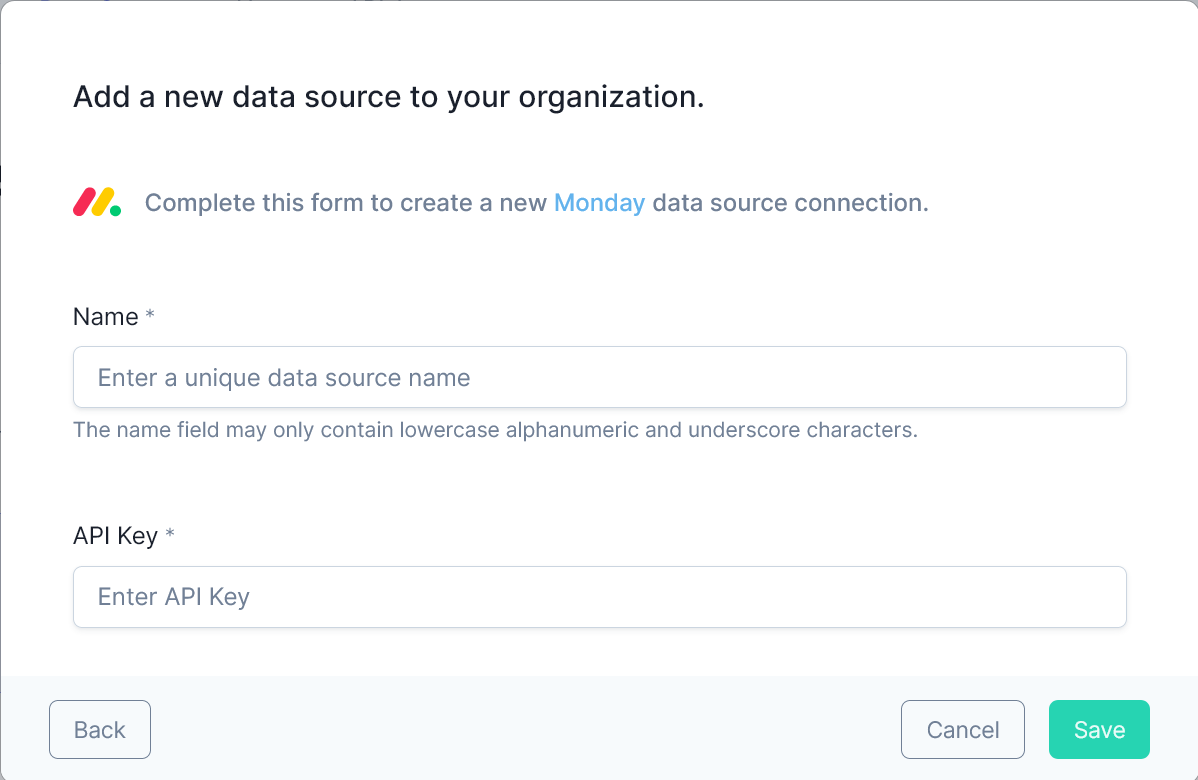 Add a new data source to your organization.
Complete this form to create a new Monday data source connection.
Name *
Enter a unique data source name
The name field may only contain lowercase alphanumeric and underscore characters.
API Key *
Enter API Key
Back
Cancel
Save